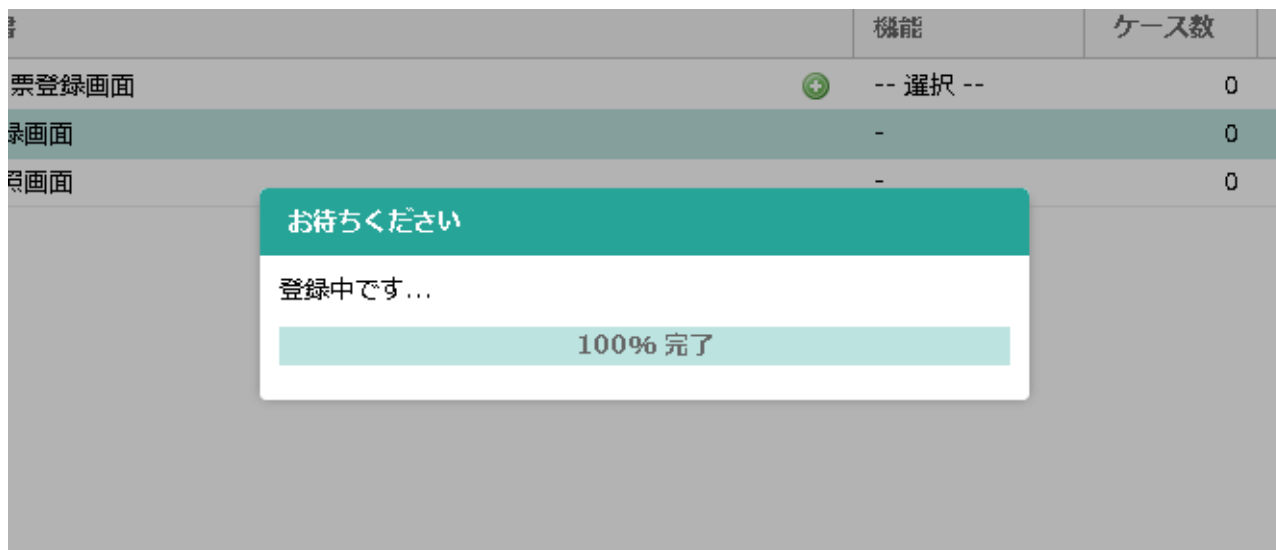 機能 ケース数
票登録画面 -- 選択 -- 0
録画面 - 0
照画面 - 0
お待ちください
登録中です...
100% 完了